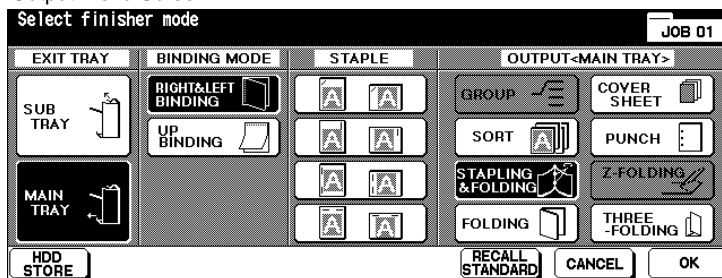 Select finisher mode
JOB 01
EXIT TRAY
BINDING MODE
STAPLE
OUTPUT<MAIN TRAY>
SUB
TRAY
MAIN
TRAY
RIGHT&LEFT
BINDING
UP
BINDING
A
A
A
A
A
A
A
A
GROUP
COVER
SHEET
SORT
A
PUNCH
STAPLING
&FOLDING
Z-FOLDING
FOLDING
THREE
-FOLDING
HDD
STORE
RECALL
STANDARD
CANCEL
OK